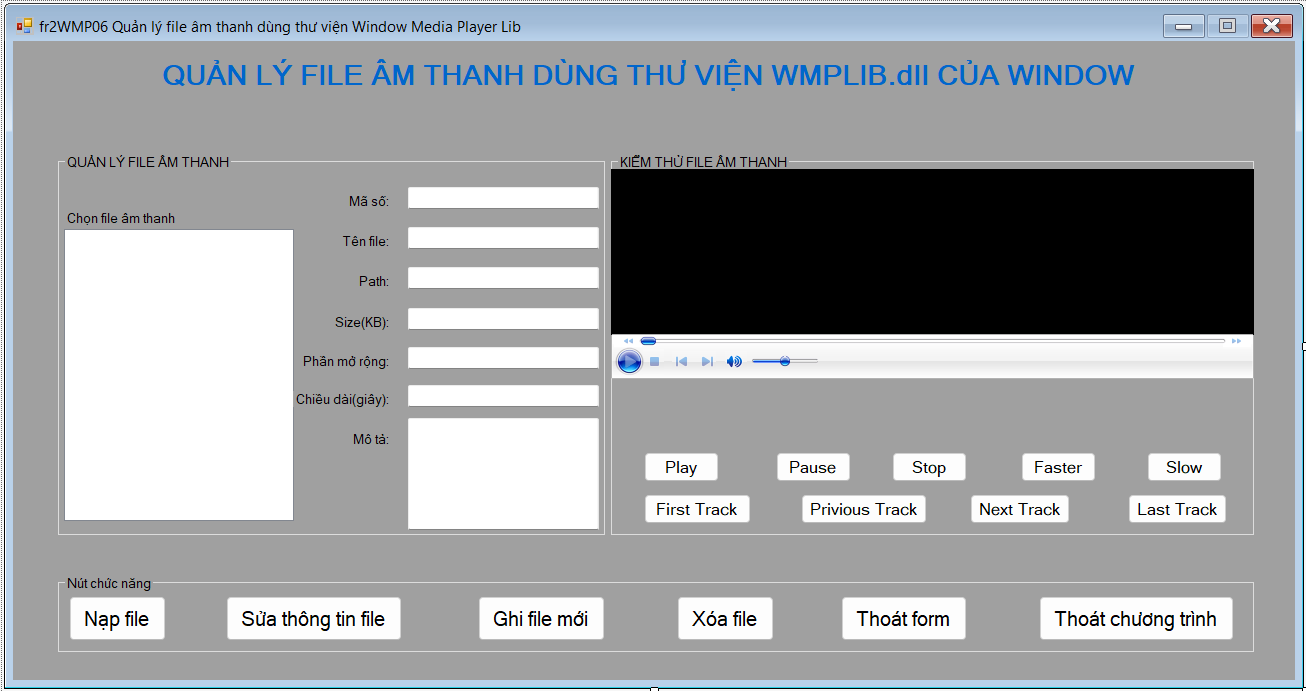 fr2WMP06 Quản lý file âm thanh dùng thư viện Window Media Player Lib
QUẢN LÝ FILE ÂM THANH DÙNG THƯ VIỆN WMPLIB.dll CỦA WINDOW
QUẢN LÝ FILE ÂM THANH
Chọn file âm thanh
Mã số:
Tên file:
Path:
Size(KB):
Phần mở rộng:
Chiều dài(giây):
Mô tả:
KIỂM THỬ FILE ÂM THANH
Play Pause Stop Faster Slow
First Track Privious Track Next Track Last Track
Nút chức năng
Nạp file Sửa thông tin file Ghi file mới Xóa file Thoát form Thoát chương trình